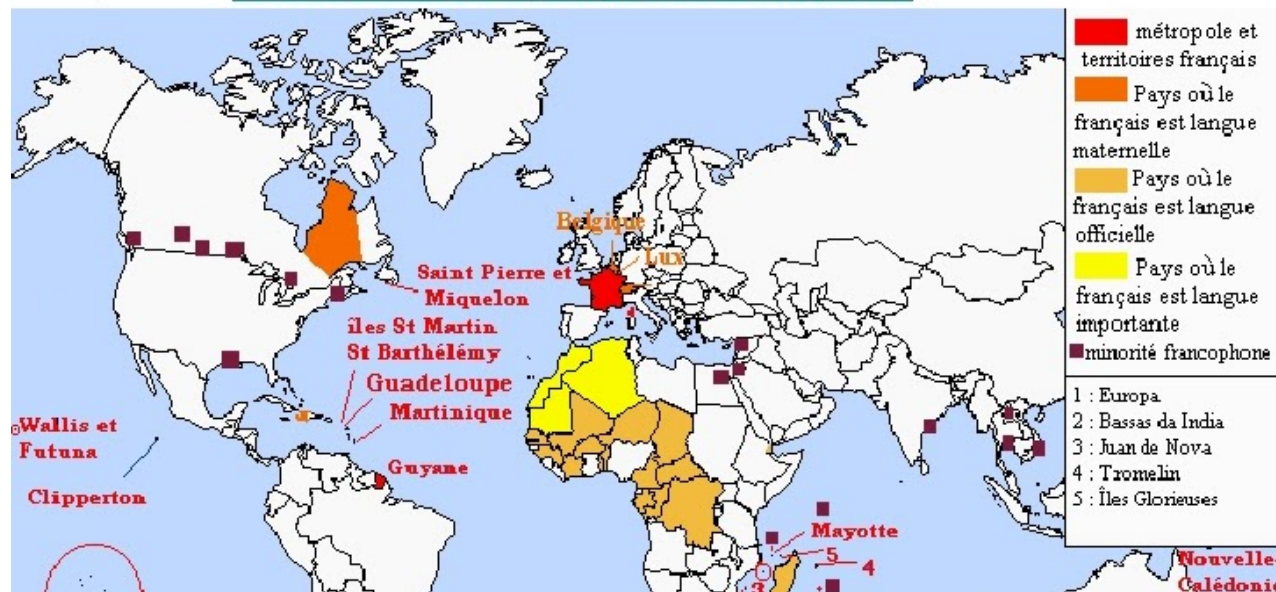 métropole et
territoires français
Pays où le
français est langue
maternelle
Pays où le
français est langue
officielle
Pays où le
français est langue
importante
minorité francophone
1 : Europa
2 : Bassas da India
3 : Juan de Nova
4 : Tromelin
5 : Îles Glorieuses
Belgique
Lux
Saint Pierre et
Miquelon
îles St Martin
St Barthélémy
Guadeloupe
Martinique
Wallis et
Futuna
Clipperton
Guyane
Mayotte
5
4
3
Nouvelle-
Calédonie